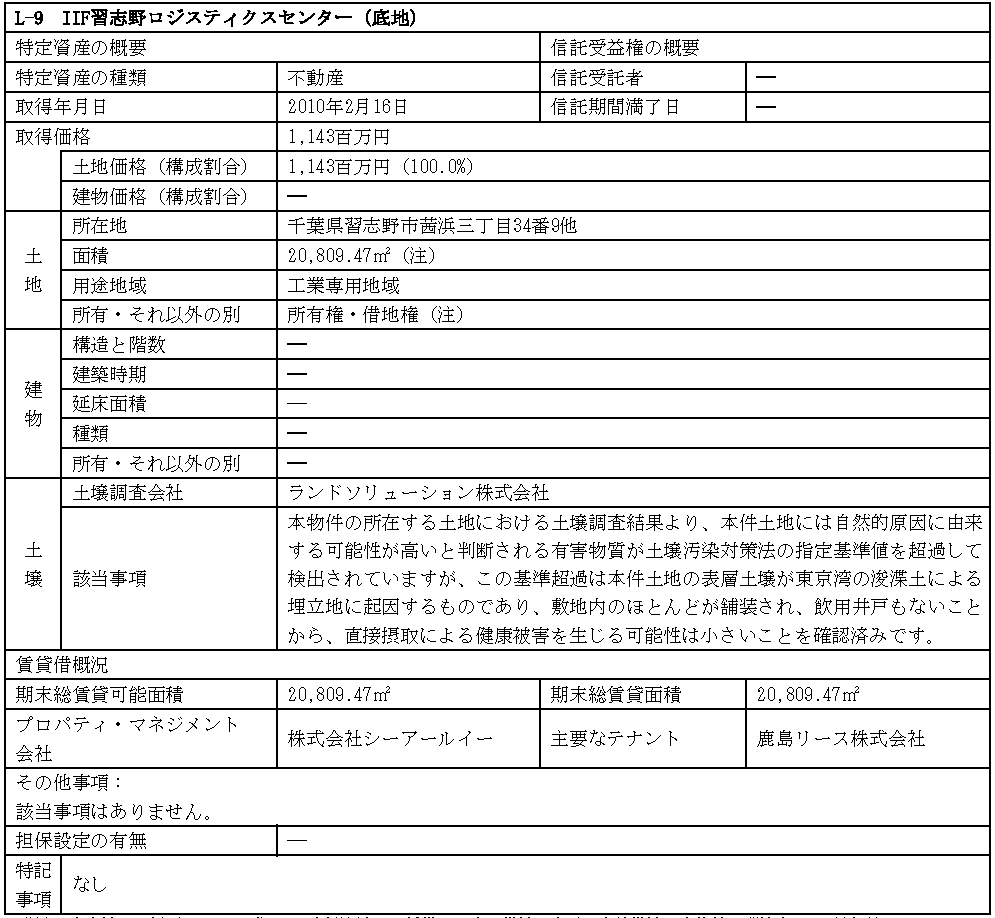 L-9 IIF習志野ロジスティクスセンター（底地）
特定資産の概要 信託受益権の概要
特定資産の種類 不動産 信託受託者 ―
取得年月日 2010年2月16日 信託期間満了日 ―
取得価格 1,143百万円
土地価格（構成割合） 1,143百万円（100.0%）
建物価格（構成割合） ―
土地
所在地 千葉県習志野市茜浜三丁目34番9他
面積 20,809.47㎡（注）
用途地域 工業専用地域
所有・それ以外の別 所有権・借地権（注）
建物
構造と階数 ―
建築時期 ―
延床面積 ―
種類 ―
所有・それ以外の別 ―
土壌
土壌調査会社 ランドソリューション株式会社
該当事項
本物件の所在する土地における土壌調査結果より、本件土地には自然的原因に由来
する可能性が高いと判断される有害物質が土壌汚染対策法の指定基準値を超過して
検出されていますが、この基準超過は本件土地の表層土壌が東京湾の浚渫土による
埋立地に起因するものであり、敷地内のほとんどが舗装され、飲用井戸もないこと
から、直接摂取による健康被害を生じる可能性は小さいことを確認済みです。
賃貸借概況
期末総賃貸可能面積 20,809.47㎡ 期末総賃貸面積 20,809.47㎡
プロパティ・マネジメント
会社
株式会社シーアールイー 主要なテナント 鹿島リース株式会社
その他事項：
該当事項はありません。
担保設定の有無 ―
特記
事項
なし